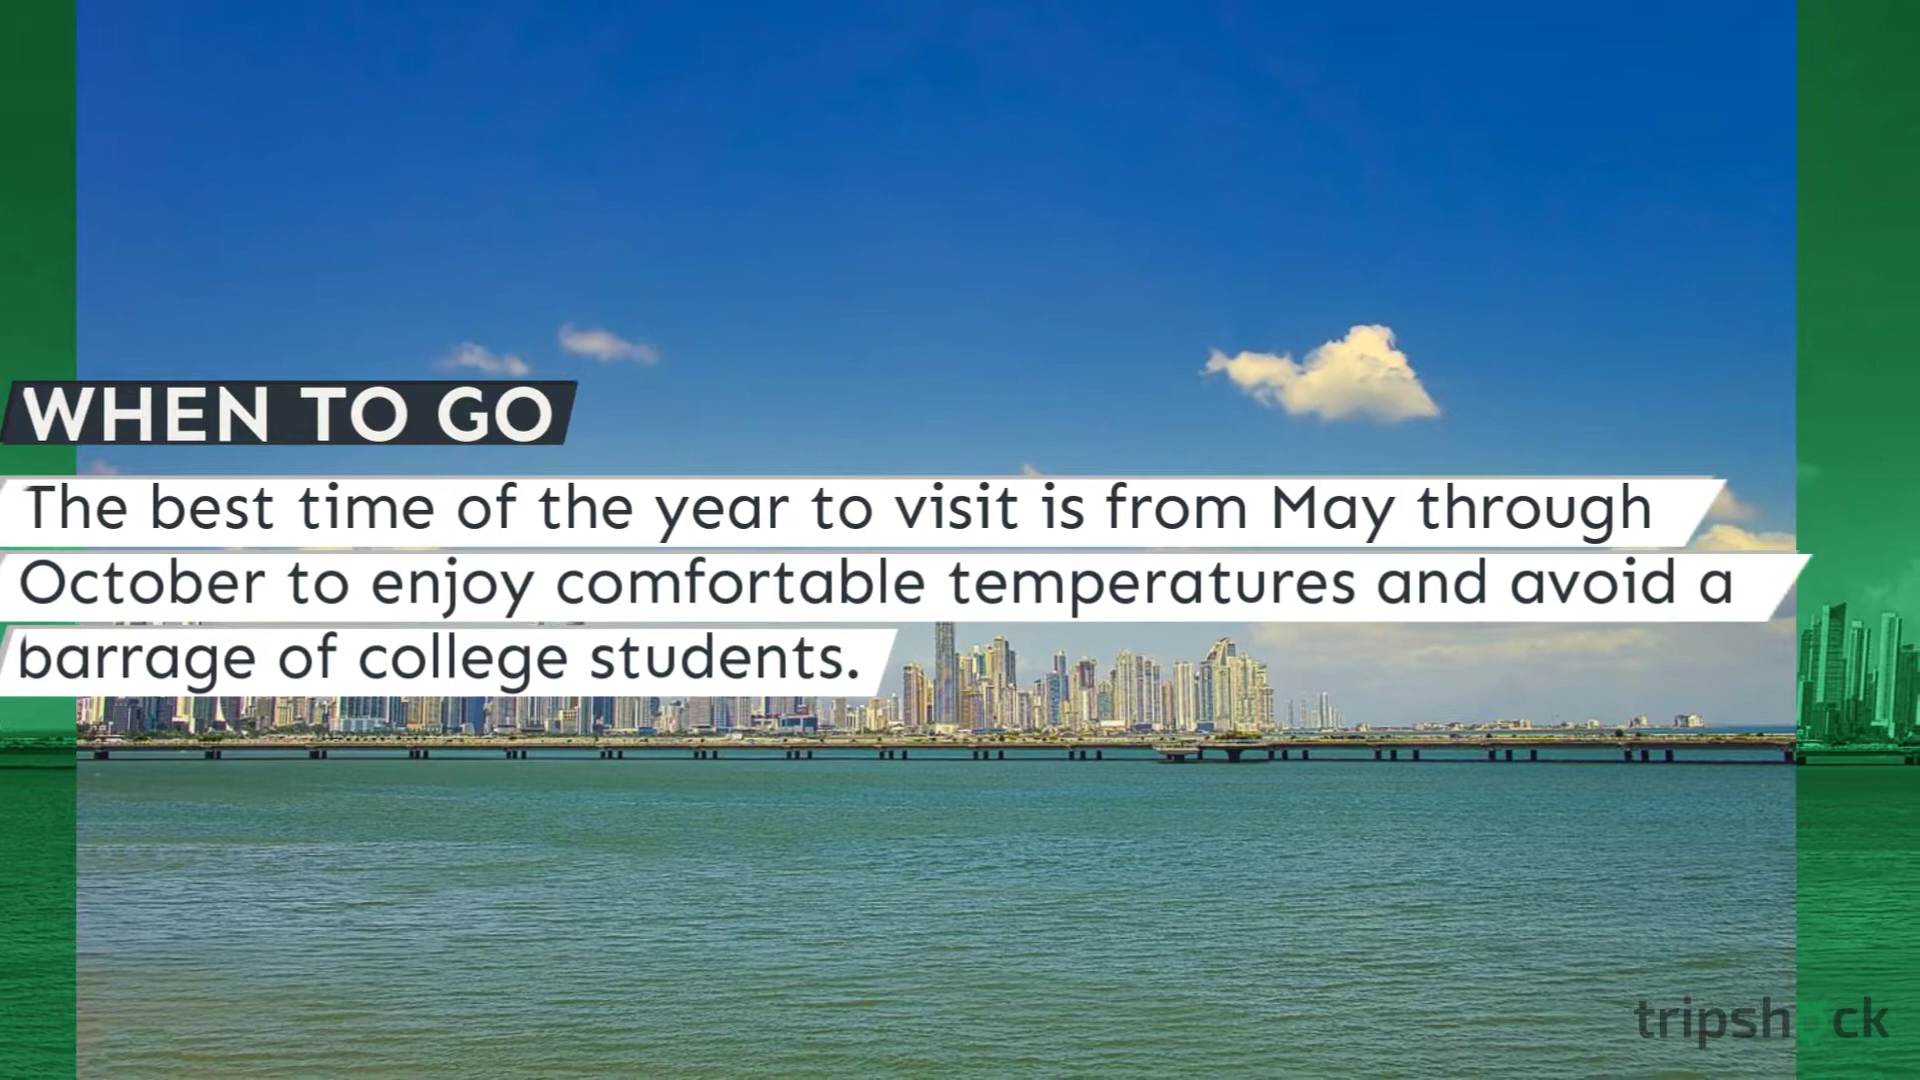 WHEN TO GO
The best time of the year to visit is from May through
October to enjoy comfortable temperatures and avoid a
barrage of college students.
tripshock